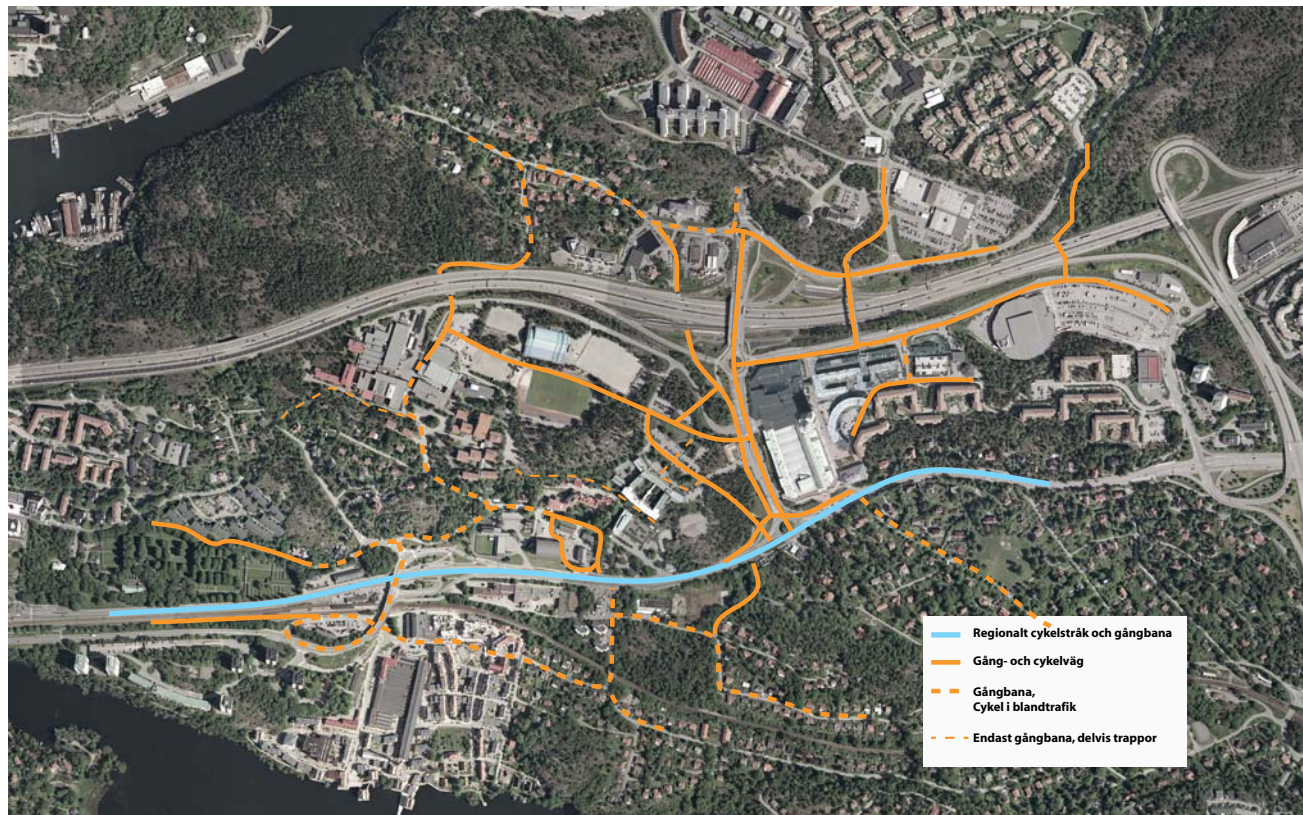 Regionalt cykelstråk och gångbana
Gång- och cykelväg
Gångbana,
Cykel i blandtrafik
Endast gångbana, delvis trappor